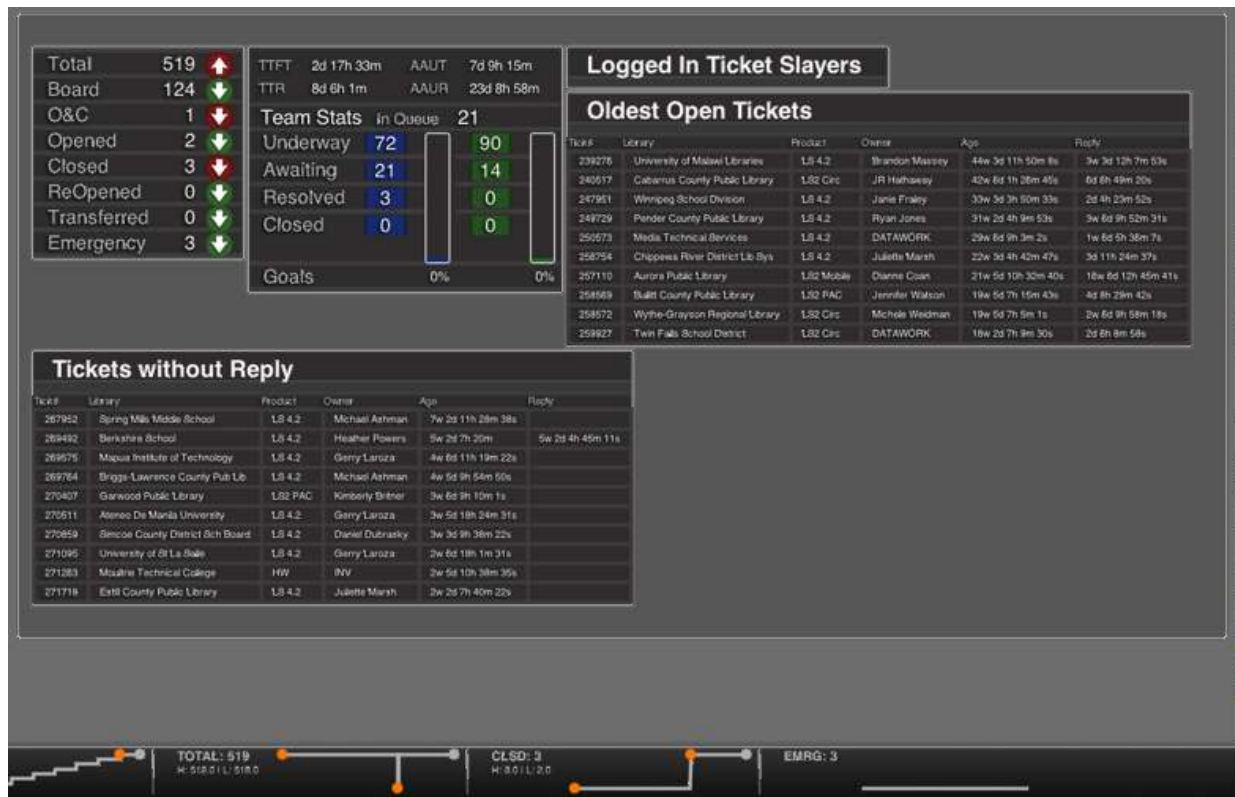 Total 519
Board 124
O&C 1
Opened 2
Closed 3
ReOpened 0
Transferred 0
Emergency 3
TTFT 2d 17h 33m AAUT 7d 9h 15m
TTR 8d 6h 1m AAUR 23d 8h 58m
Team Stats In Queue 21
Underway 72 90
Awaiting 21 14
Resolved 3 0
Closed 0 0
Goals 0% 0%
Logged In Ticket Slayers
Oldest Open Tickets
Ticket# Library Product Owner Age Reply
239276 University of Malawi Libraries LS 4.2 Brandon Massey 44w 3d 11h 50m 8s 3w 3d 12h 7m 53s
240517 Cabarrus County Public Library LS2 Circ JR Hathaway 42w 6d 1h 28m 45s 6d 6h 49m 20s
247951 Winnipeg School Division LS 4.2 Janie Fraley 33w 3d 3h 50m 33s 2d 4h 23m 52s
249729 Pender County Public Library LS 4.2 Ryan Jones 31w 2d 4h 9m 53s 3w 6d 9h 52m 31s
250573 Media Technical Services LS 4.2 DATAWORK 29w 6d 9h 3m 2s 1w 6d 5h 36m 7s
256754 Chippewa River District Lib Sys LS 4.2 Juliette Marsh 22w 3d 4h 42m 47s 3d 11h 24m 37s
257110 Aurora Public Library LS2 Mobile Dianne Coan 21w 5d 10h 32m 40s 18w 6d 12h 45m 41s
258569 Bullitt County Public Library LS2 PAC Jennifer Watson 19w 5d 7h 15m 43s 4d 8h 29m 42s
258572 Wythe-Grayson Regional Library LS2 Circ Michele Weidman 19w 5d 7h 5m 1s 2w 6d 9h 58m 18s
259927 Twin Falls School District LS2 Circ DATAWORK 18w 2d 7h 9m 30s 2d 6h 8m 58s
Tickets without Reply
Ticket# Library Product Owner Age Reply
267952 Spring Mills Middle School LS 4.2 Michael Ashman 7w 2d 11h 28m 38s
269492 Berkshire School LS 4.2 Heather Powers 5w 2d 7h 20m 5w 2d 4h 45m 11s
269675 Mapua Institute of Technology LS 4.2 Gerry Laroza 4w 6d 11h 19m 22s
269764 Briggs-Lawrence County Pub Lib LS 4.2 Michael Ashman 4w 5d 9h 54m 50s
270407 Garwood Public Library LS2 PAC Kimberly Britner 3w 6d 9h 10m 1s
270611 Ateneo De Manila University LS 4.2 Gerry Laroza 3w 5d 18h 24m 31s
270859 Simcoe County District Sch Board LS 4.2 Daniel Dubrasky 3w 3d 9h 38m 22s
271095 University of St La Salle LS 4.2 Gerry Laroza 2w 6d 18h 1m 31s
271283 Moultrie Technical College HW INV 2w 5d 10h 38m 35s
271719 Estill County Public Library LS 4.2 Juliette Marsh 2w 2d 7h 40m 22s
TOTAL: 519
H: 518.0 | L: 518.0
CLSD: 3
H: 3.0 | L: 2.0
EMRG: 3